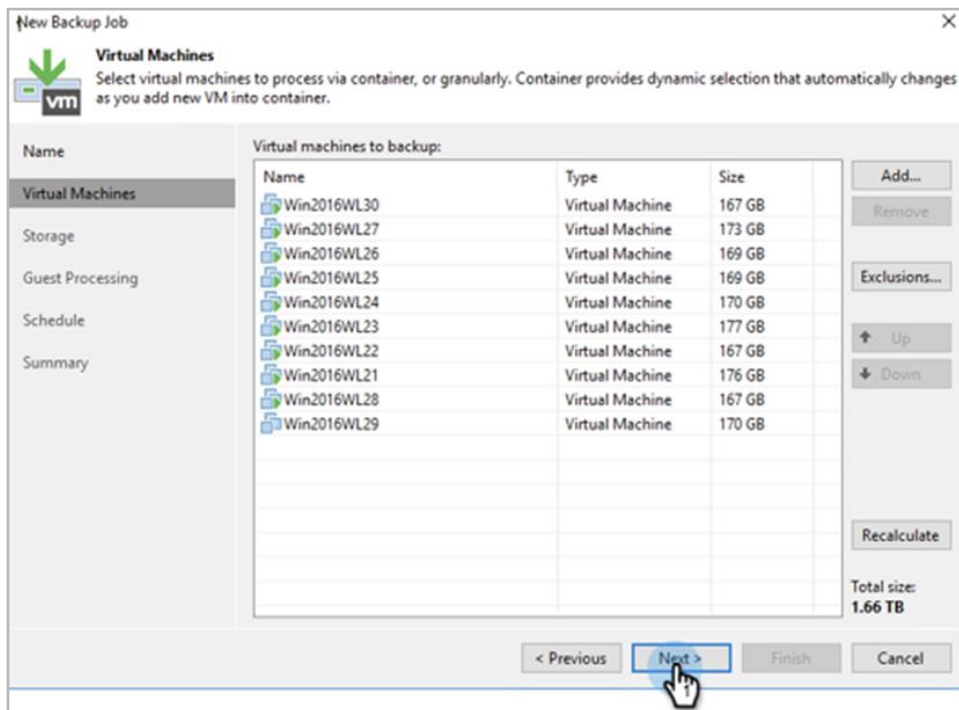 New Backup Job
Virtual Machines
Select virtual machines to process via container, or granularly. Container provides dynamic selection that automatically changes
as you add new VM into container.
vm
Name
Virtual Machines
Storage
Guest Processing
Schedule
Summary
Virtual machines to backup:
Name Type Size
Win2016WL30 Virtual Machine 167 GB
Win2016WL27 Virtual Machine 173 GB
Win2016WL26 Virtual Machine 169 GB
Win2016WL25 Virtual Machine 169 GB
Win2016WL24 Virtual Machine 170 GB
Win2016WL23 Virtual Machine 177 GB
Win2016WL22 Virtual Machine 167 GB
Win2016WL21 Virtual Machine 176 GB
Win2016WL28 Virtual Machine 167 GB
Win2016WL29 Virtual Machine 170 GB
Add...
Remove
Exclusions...
Up
Down
Recalculate
Total size:
1.66 TB
< Previous Next > Finish Cancel
1